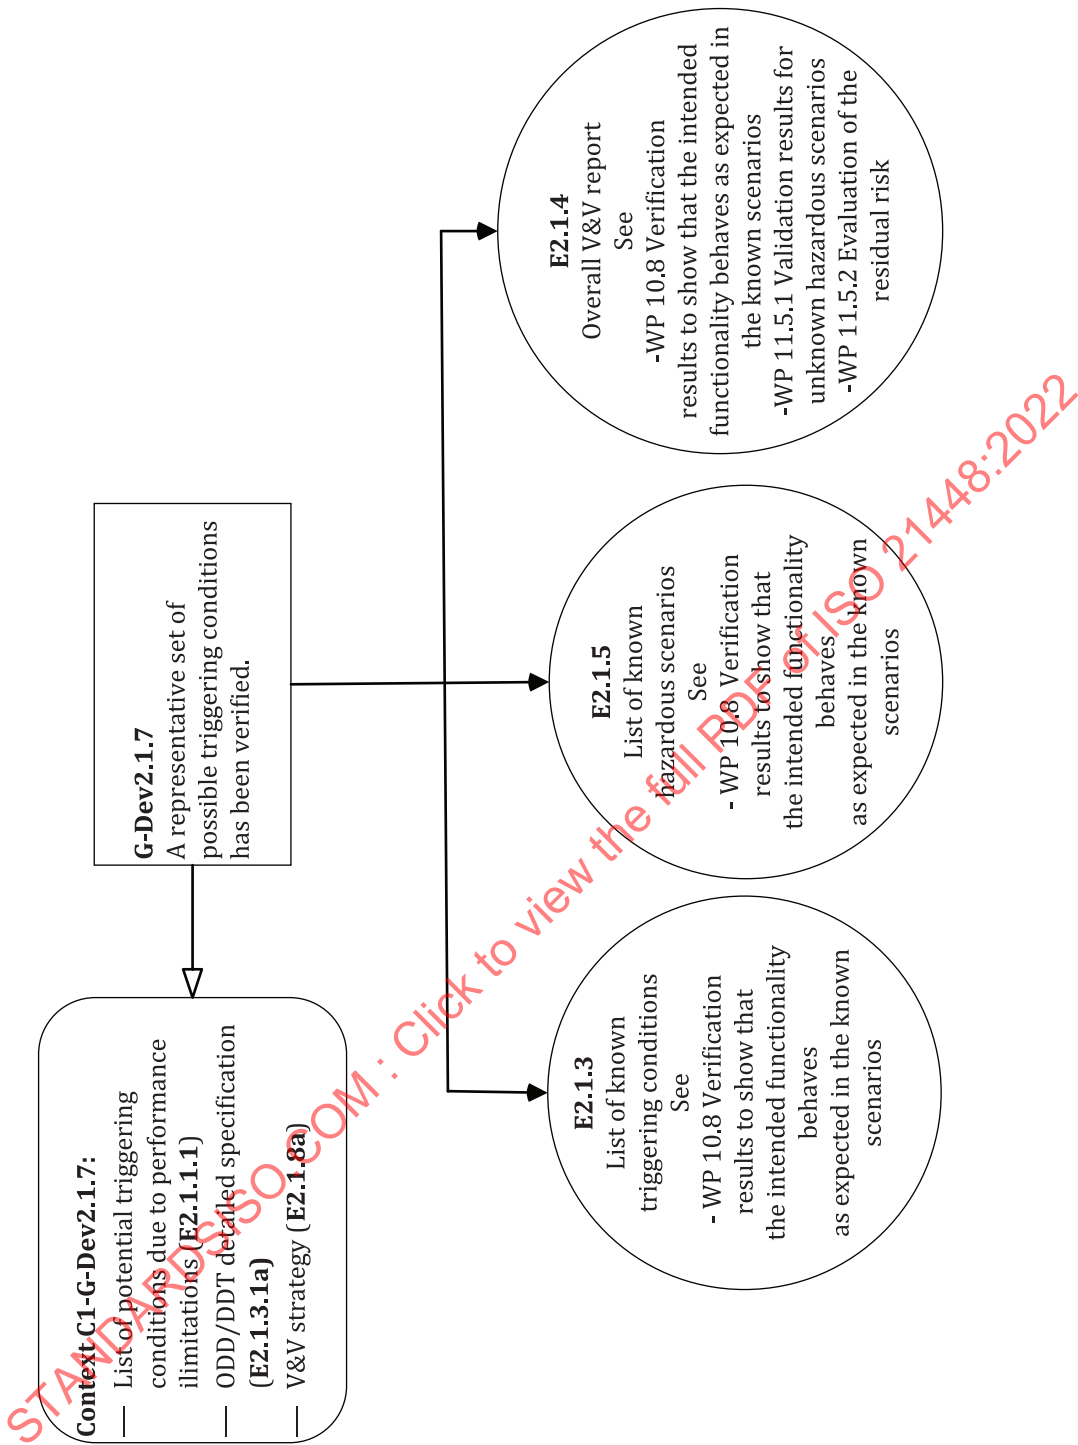 G-Dev2.1.7
A representative set of
possible triggering conditions
has been verified.
Context C1-G-Dev2.1.7:
— List of potential triggering
conditions due to performance
ilimitations (E2.1.1.1)
— ODD/DDT detailed specification
(E2.1.3.1a)
— V&V strategy (E2.1.8a)
E2.1.3
List of known
triggering conditions
See
- WP 10.8 Verification
results to show that
the intended functionality
behaves
as expected in the known
scenarios
E2.1.5
List of known
hazardous scenarios
See
- WP 10.8 Verification
results to show that
the intended functionality
behaves
as expected in the known
scenarios
E2.1.4
Overall V&V report
See
-WP 10.8 Verification
results to show that the intended
functionality behaves as expected in
the known scenarios
-WP 11.5.1 Validation results for
unknown hazardous scenarios
-WP 11.5.2 Evaluation of the
residual risk
STANDARDSISO.COM : Click to view the full PDF of ISO 21448:2022